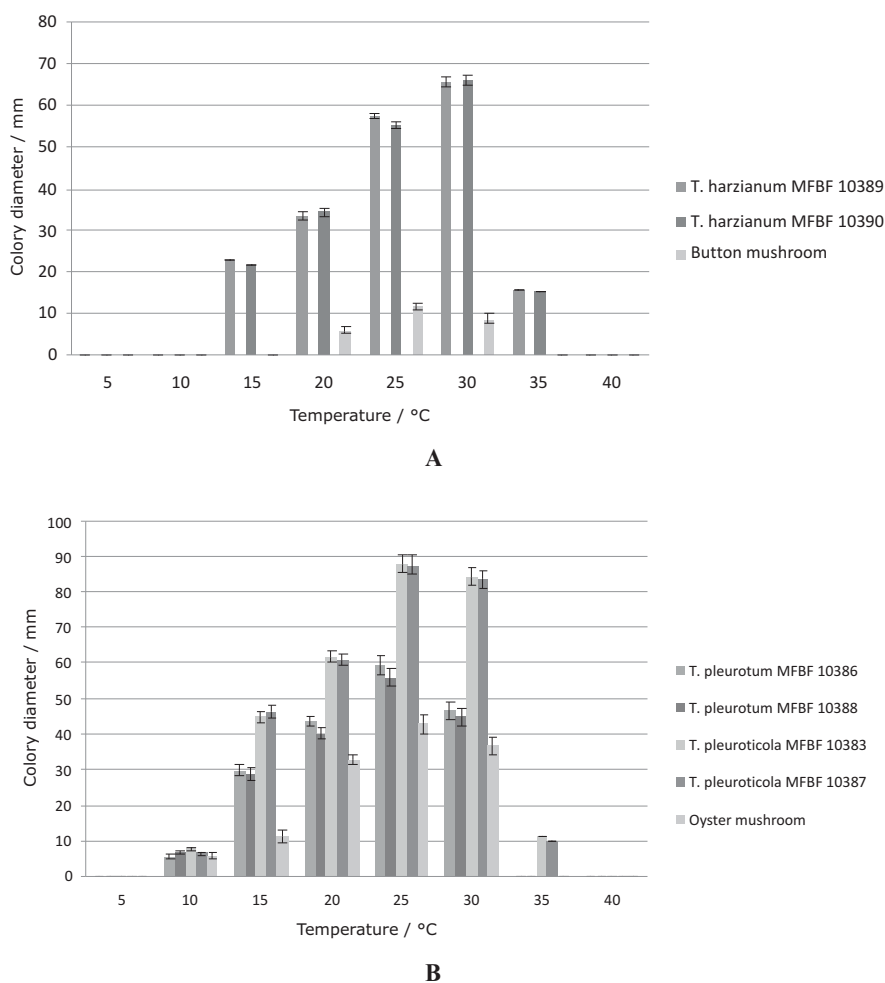 80
70
60
50
40
30
20
10
0
Colory diameter / mm
5 10 15 20 25 30 35 40
Temperature / °C
T. harzianum MFBF 10389
T. harzianum MFBF 10390
Button mushroom
A
100
90
80
70
60
50
40
30
20
10
0
Colory diameter / mm
5 10 15 20 25 30 35 40
Temperature / °C
T. pleurotum MFBF 10386
T. pleurotum MFBF 10388
T. pleuroticola MFBF 10383
T. pleuroticola MFBF 10387
Oyster mushroom
B